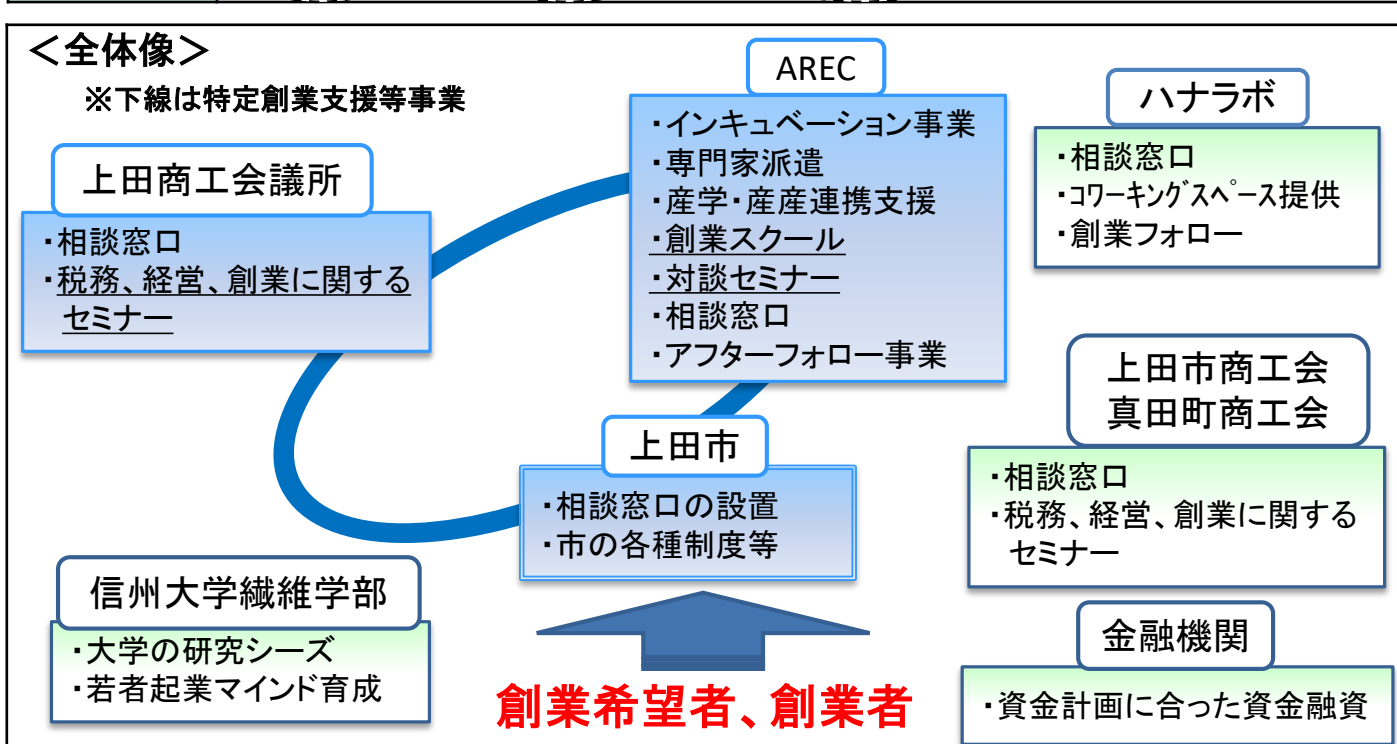 ＜全体像＞
※下線は特定創業支援等事業
上田商工会議所
・相談窓口
・税務、経営、創業に関する
セミナー
AREC
・インキュベーション事業
・専門家派遣
・産学・産産連携支援
・創業スクール
・対談セミナー
・相談窓口
・アフターフォロー事業
ハナラボ
・相談窓口
・ｺﾜｰｷﾝｸﾞｽﾍﾟｰｽ提供
・創業フォロー
上田市商工会
真田町商工会
・相談窓口
・税務、経営、創業に関する
セミナー
上田市
・相談窓口の設置
・市の各種制度等
信州大学繊維学部
・大学の研究シーズ
・若者起業マインド育成
金融機関
・資金計画に合った資金融資
創業希望者、創業者